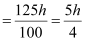 = 125h/100 = 5h/4